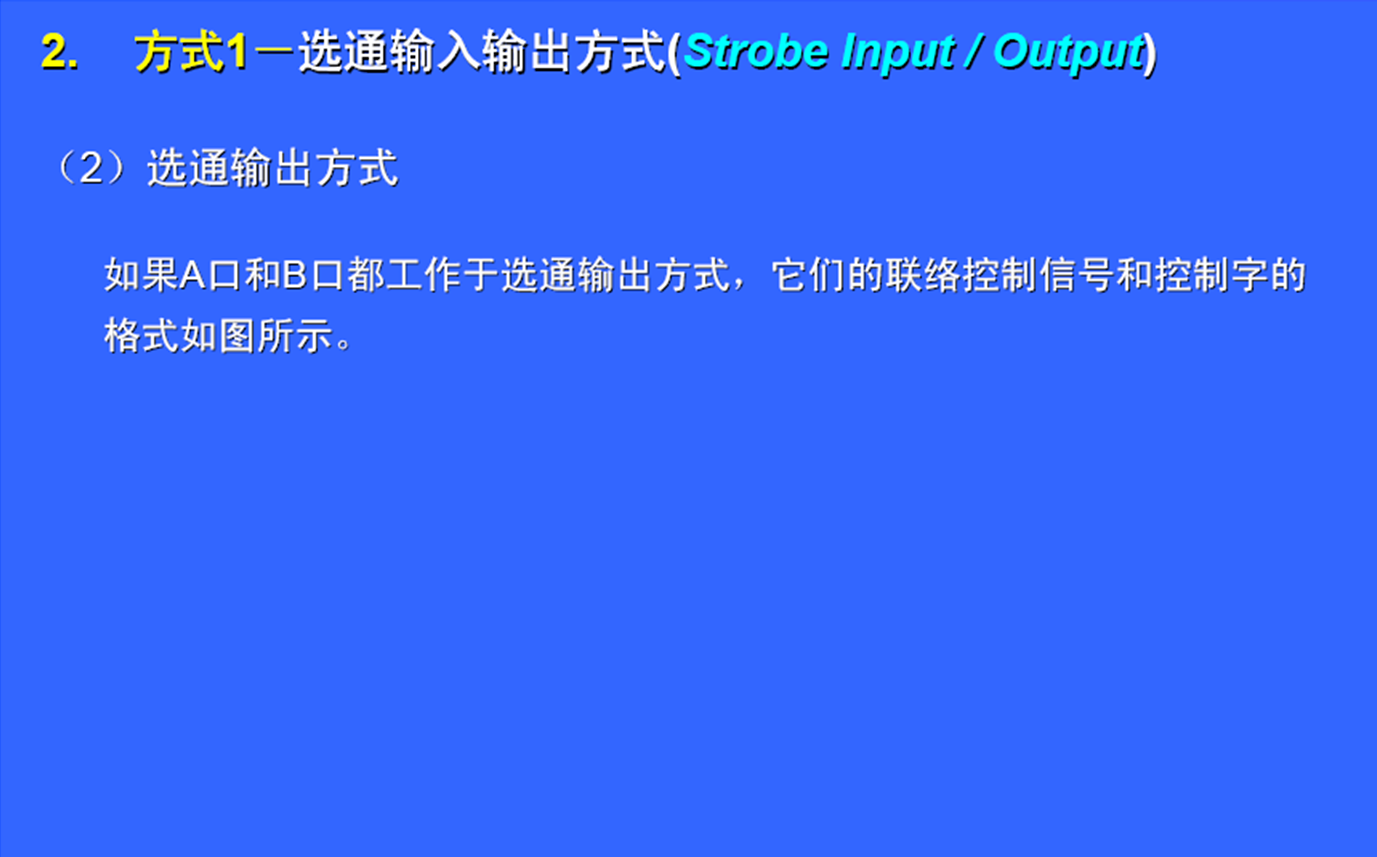 2. 方式1－选通输入输出方式(Strobe Input / Output)
（2）选通输出方式
如果A口和B口都工作于选通输出方式，它们的联络控制信号和控制字的
格式如图所示。